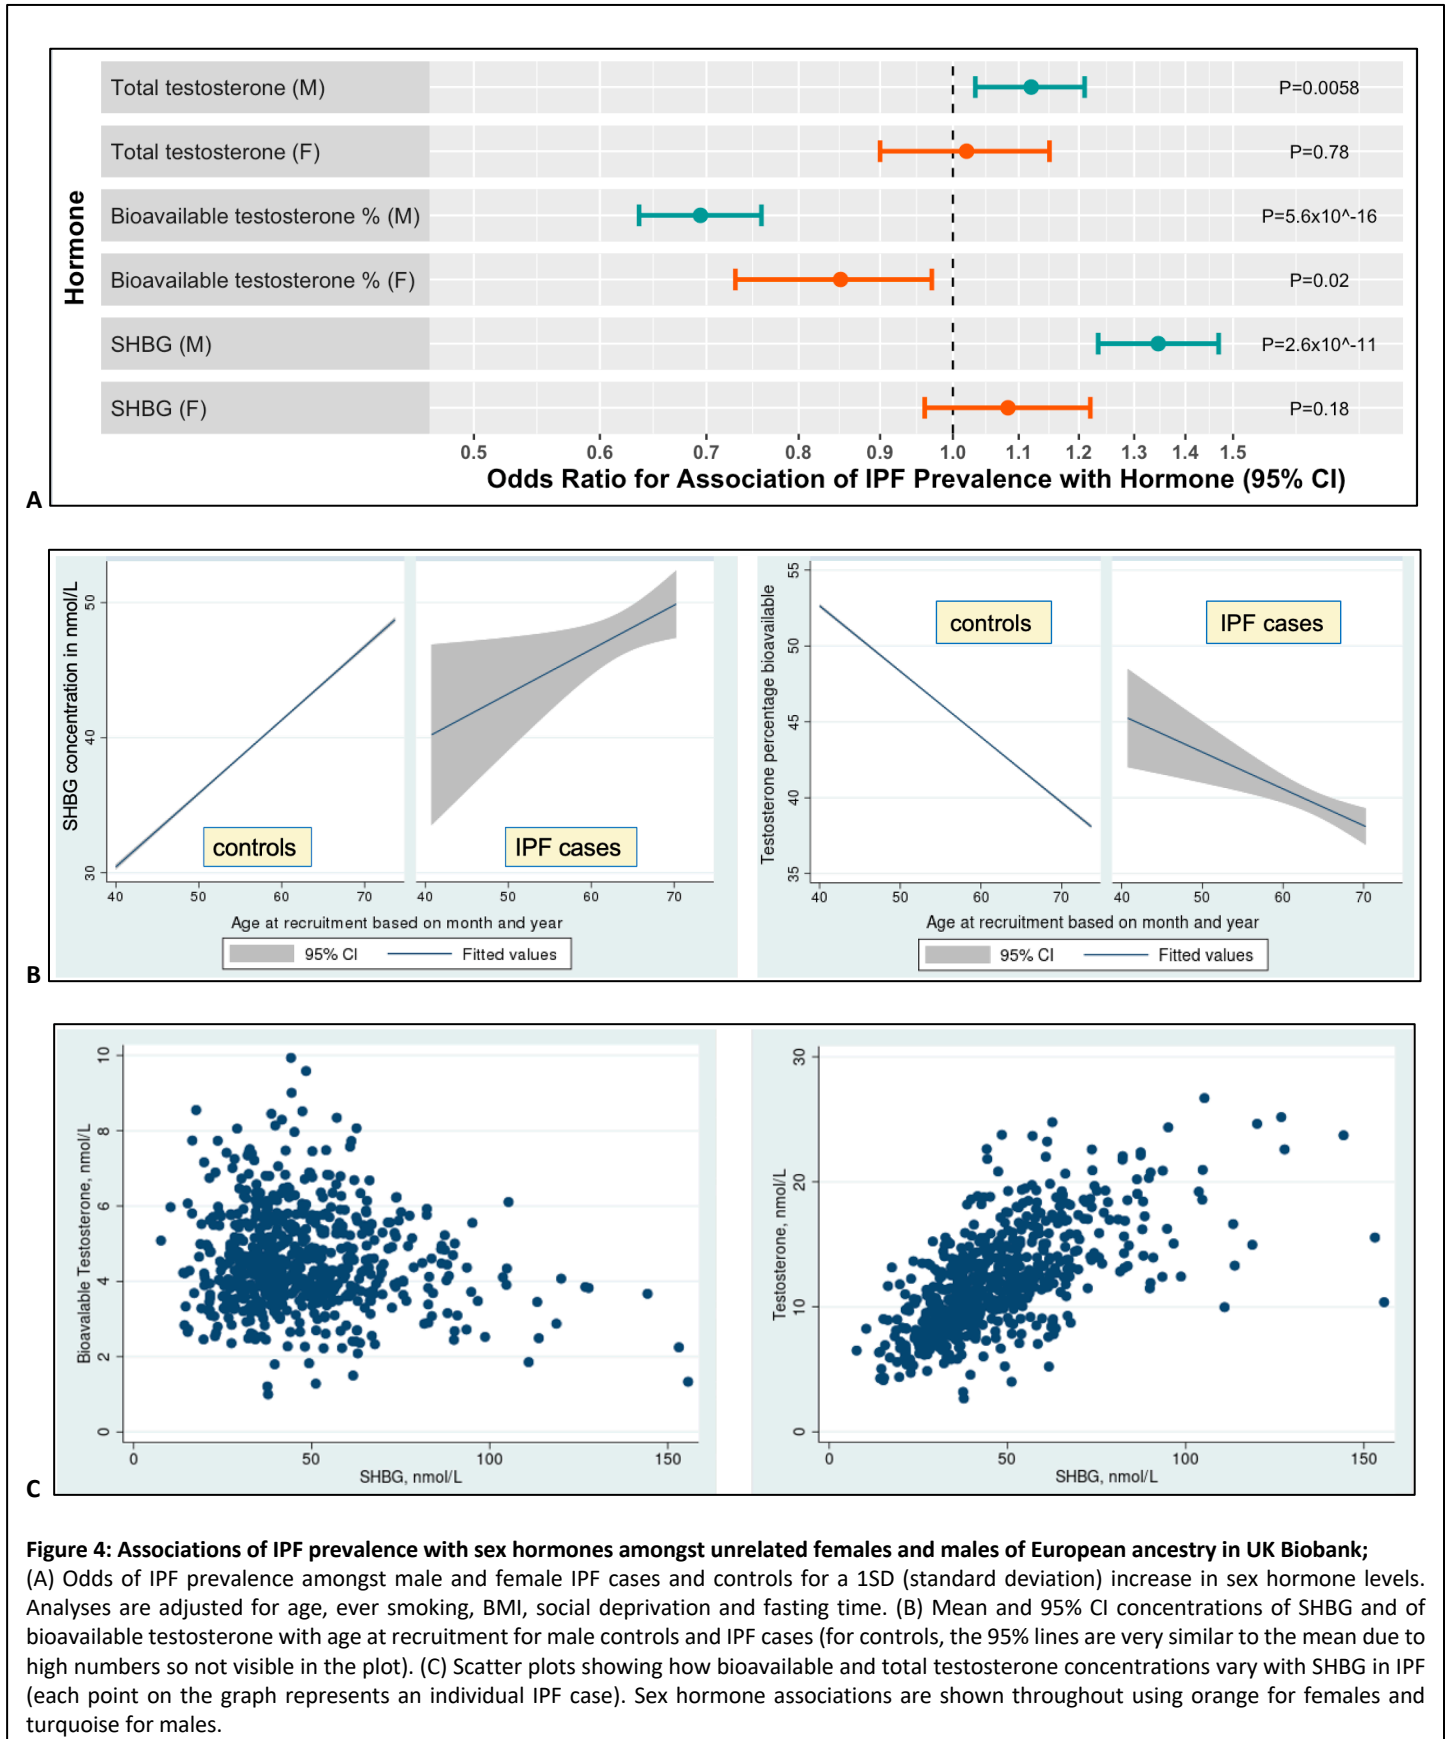 Hormone
Total testosterone (M)
P=0.0058
Total testosterone (F)
P=0.78
Bioavailable testosterone % (M)
P=5.6x10^-16
Bioavailable testosterone % (F)
P=0.02
SHBG (M)
P=2.6x10^-11
SHBG (F)
P=0.18
0.5 0.6 0.7 0.8 0.9 1.0 1.1 1.2 1.3 1.4 1.5
Odds Ratio for Association of IPF Prevalence with Hormone (95% CI)
A
SHBG concentration in nmol/L
50
40
30
controls
IPF cases
40 50 60 70 40 50 60 70
Age at recruitment based on month and year
95% CI Fitted values
Testosterone percentage bioavailable
55
50
45
40
35
controls
IPF cases
40 50 60 70 40 50 60 70
Age at recruitment based on month and year
95% CI Fitted values
B
Bioavalable Testosterone, nmol/L
10
8
6
4
2
0
0 50 100 150
SHBG, nmol/L
Testosterone, nmol/L
30
20
10
0
0 50 100 150
SHBG, nmol/L
C
Figure 4: Associations of IPF prevalence with sex hormones amongst unrelated females and males of European ancestry in UK Biobank;
(A) Odds of IPF prevalence amongst male and female IPF cases and controls for a 1SD (standard deviation) increase in sex hormone levels.
Analyses are adjusted for age, ever smoking, BMI, social deprivation and fasting time. (B) Mean and 95% CI concentrations of SHBG and of
bioavailable testosterone with age at recruitment for male controls and IPF cases (for controls, the 95% lines are very similar to the mean due to
high numbers so not visible in the plot). (C) Scatter plots showing how bioavailable and total testosterone concentrations vary with SHBG in IPF
(each point on the graph represents an individual IPF case). Sex hormone associations are shown throughout using orange for females and
turquoise for males.